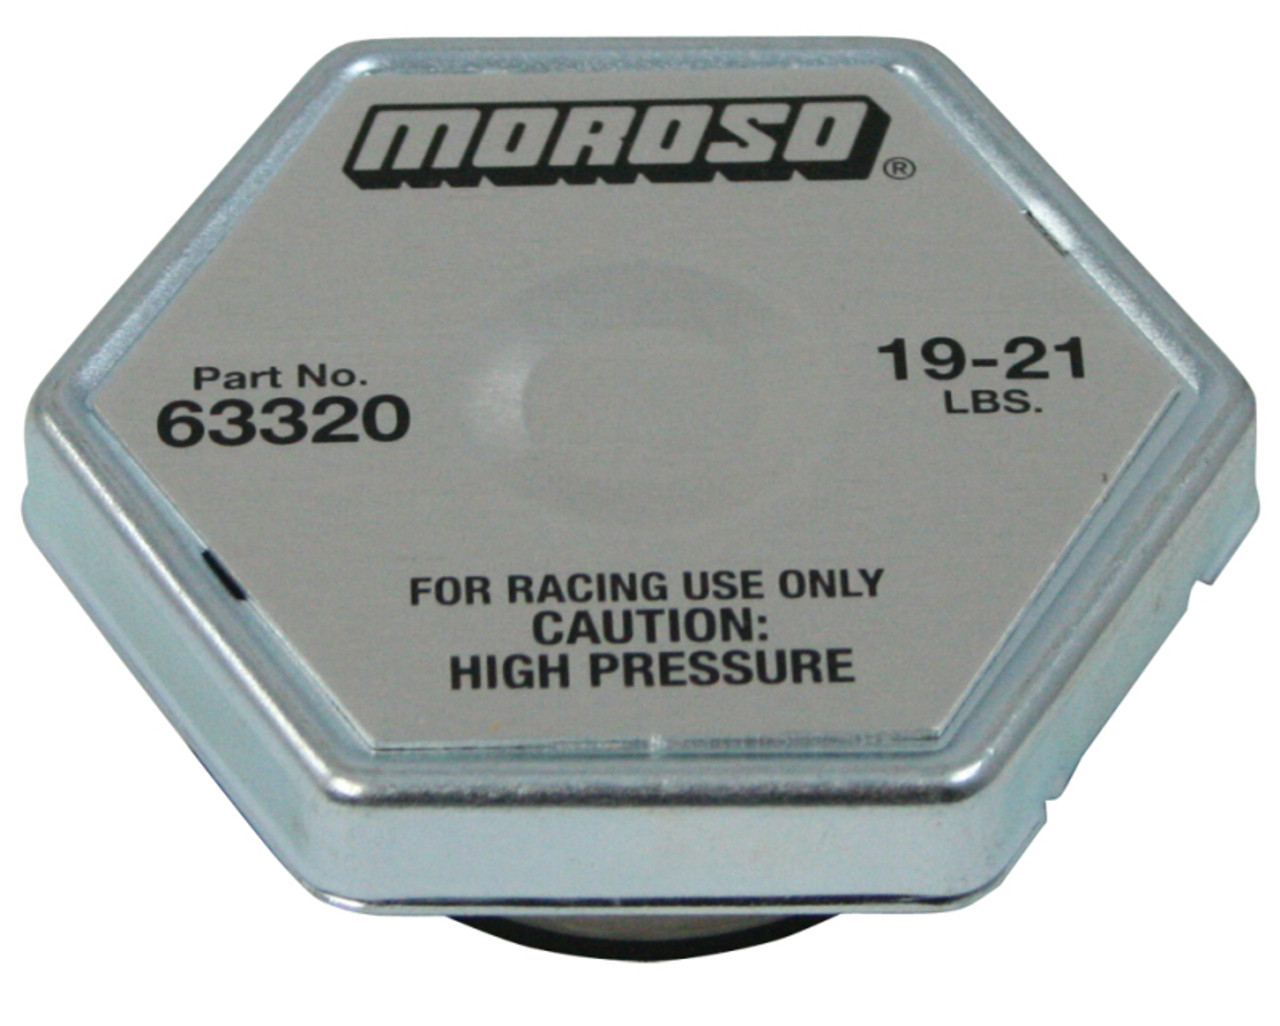 MOROSO®
Part No.
63320
19-21
LBS.
FOR RACING USE ONLY
CAUTION:
HIGH PRESSURE